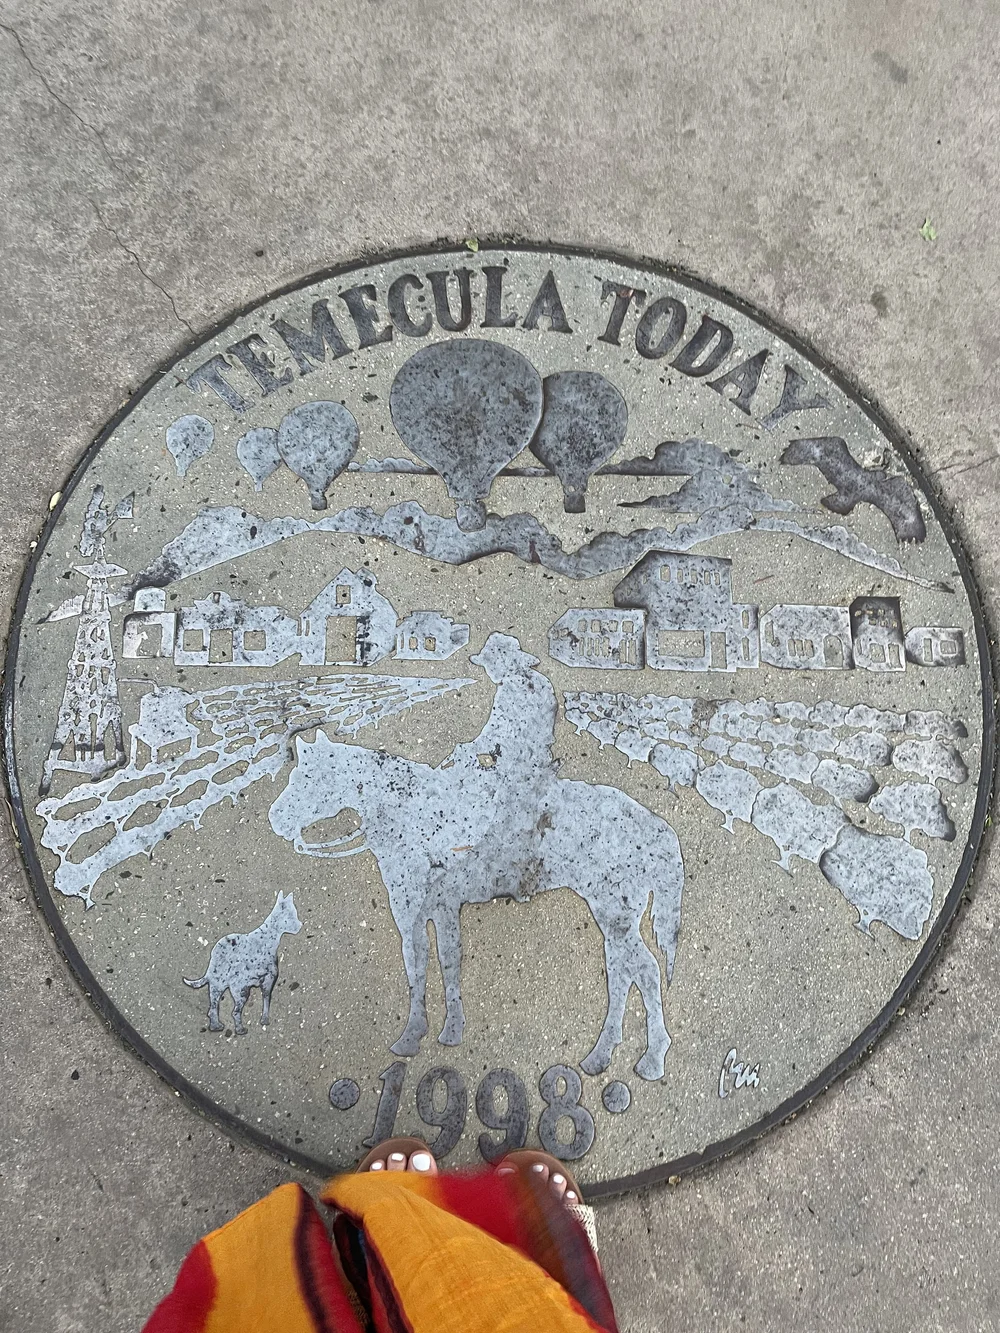 TEMECULA TODAY
• 1998 •